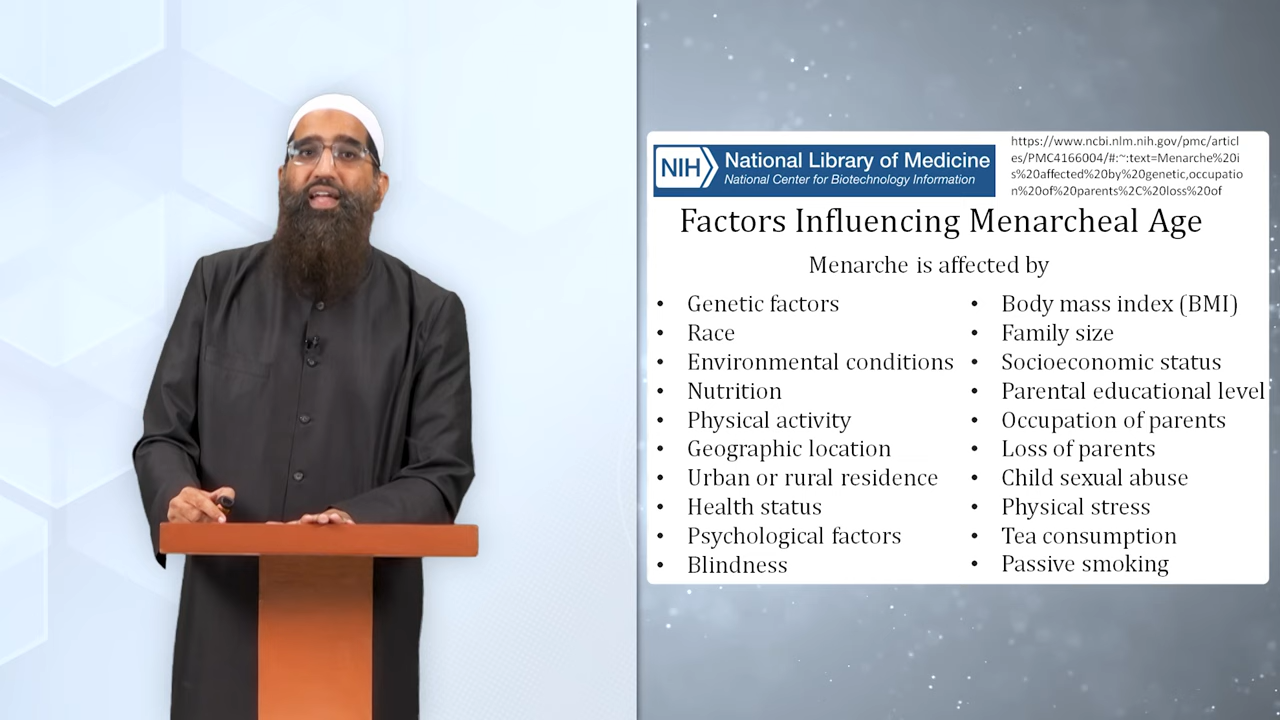 NIH National Library of Medicine
National Center for Biotechnology Information
https://www.ncbi.nlm.nih.gov/pmc/articl
es/PMC4166004/#:~:text=Menarche%20i
s%20affected%20by%20genetic,occupatio
n%20of%20parents%2C%20loss%20of
Factors Influencing Menarcheal Age
Menarche is affected by
• Genetic factors
• Race
• Environmental conditions
• Nutrition
• Physical activity
• Geographic location
• Urban or rural residence
• Health status
• Psychological factors
• Blindness
• Body mass index (BMI)
• Family size
• Socioeconomic status
• Parental educational level
• Occupation of parents
• Loss of parents
• Child sexual abuse
• Physical stress
• Tea consumption
• Passive smoking